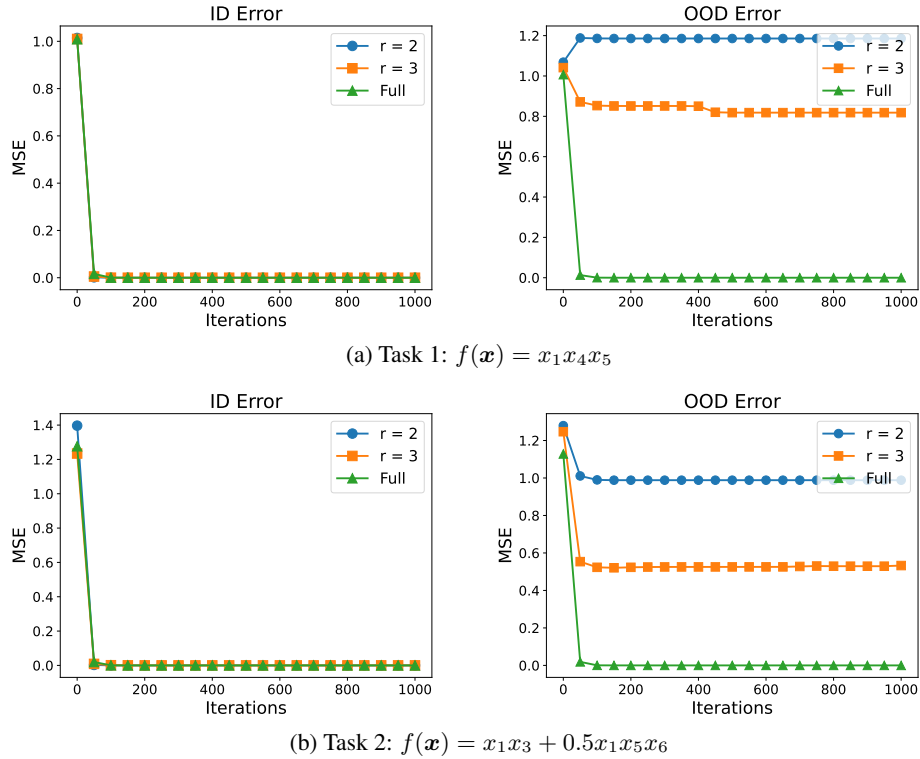 ID Error
OOD Error
MSE
1.0
0.8
0.6
0.4
0.2
0.0
r = 2
r = 3
Full
0 200 400 600 800 1000
Iterations
MSE
1.2
1.0
0.8
0.6
0.4
0.2
0.0
r = 2
r = 3
Full
0 200 400 600 800 1000
Iterations
(a) Task 1: f(x) = x₁x₄x₅
ID Error
OOD Error
MSE
1.4
1.2
1.0
0.8
0.6
0.4
0.2
0.0
r = 2
r = 3
Full
0 200 400 600 800 1000
Iterations
MSE
1.2
1.0
0.8
0.6
0.4
0.2
0.0
r = 2
r = 3
Full
0 200 400 600 800 1000
Iterations
(b) Task 2: f(x) = x₁x₃ + 0.5x₁x₅x₆